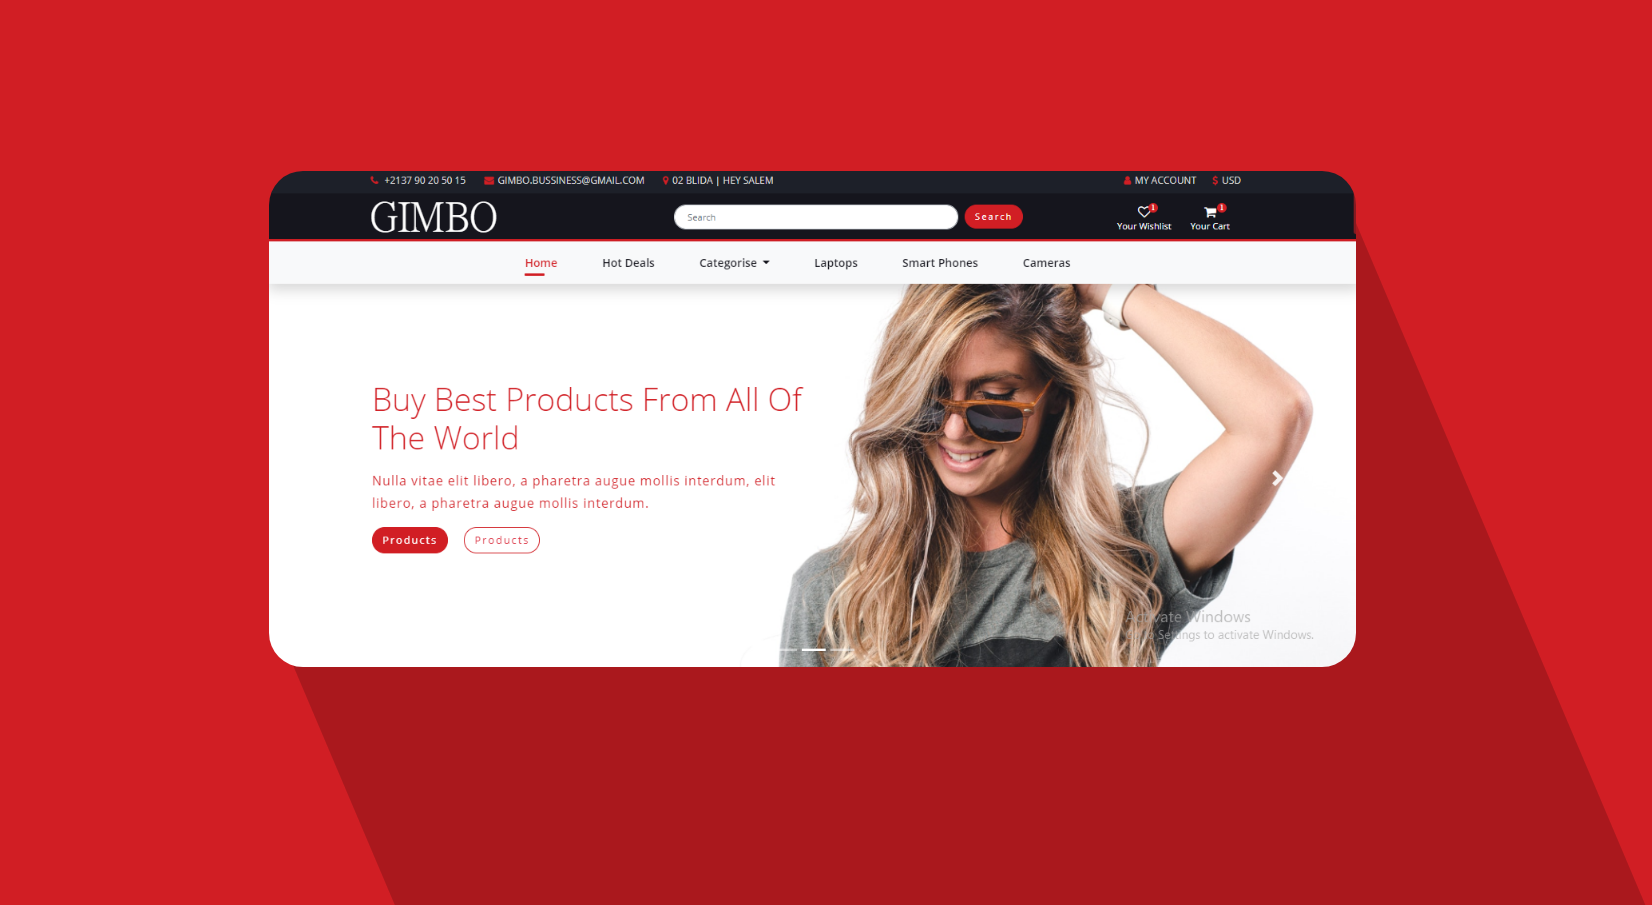 +2137 90 20 50 15 GIMBO.BUSSINESS@GMAIL.COM 02 BLIDA | HEY SALEM MY ACCOUNT $ USD
GIMBO
Search Search
1 1
Your Wishlist Your Cart
Home Hot Deals Categorise Laptops Smart Phones Cameras
Buy Best Products From All Of
The World
Nulla vitae elit libero, a pharetra augue mollis interdum, elit
libero, a pharetra augue mollis interdum.
Products Products
Activate Windows
Settings to activate Windows.